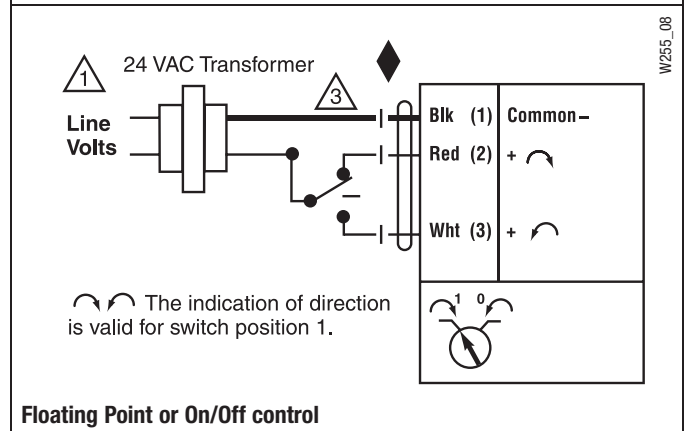 W255_08
24 VAC Transformer
1
3
Line
Volts
Blk (1) Common –
Red (2) +
Wht (3) +
The indication of direction
is valid for switch position 1.
1 0
Floating Point or On/Off control